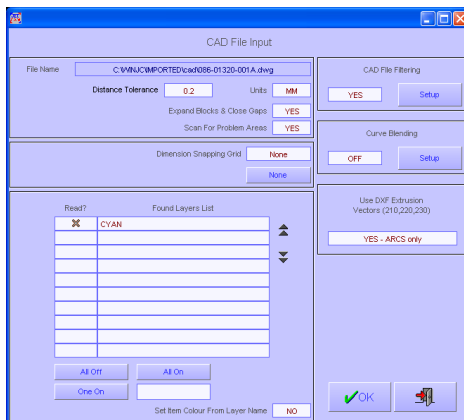 CAD File Input
File Name C:\WINJC\IMPORTED\cad\086-01320-001A.dwg
Distance Tolerance 0.2 Units MM
Expand Blocks & Close Gaps YES
Scan For Problem Areas YES
Dimension Snapping Grid None
None
Read? Found Layers List
CYAN
All Off All On
One On
Set Item Colour From Layer Name NO
CAD File Filtering
YES Setup
Curve Blending
OFF Setup
Use DXF Extrusion
Vectors (210,220,230)
YES - ARCS only
OK